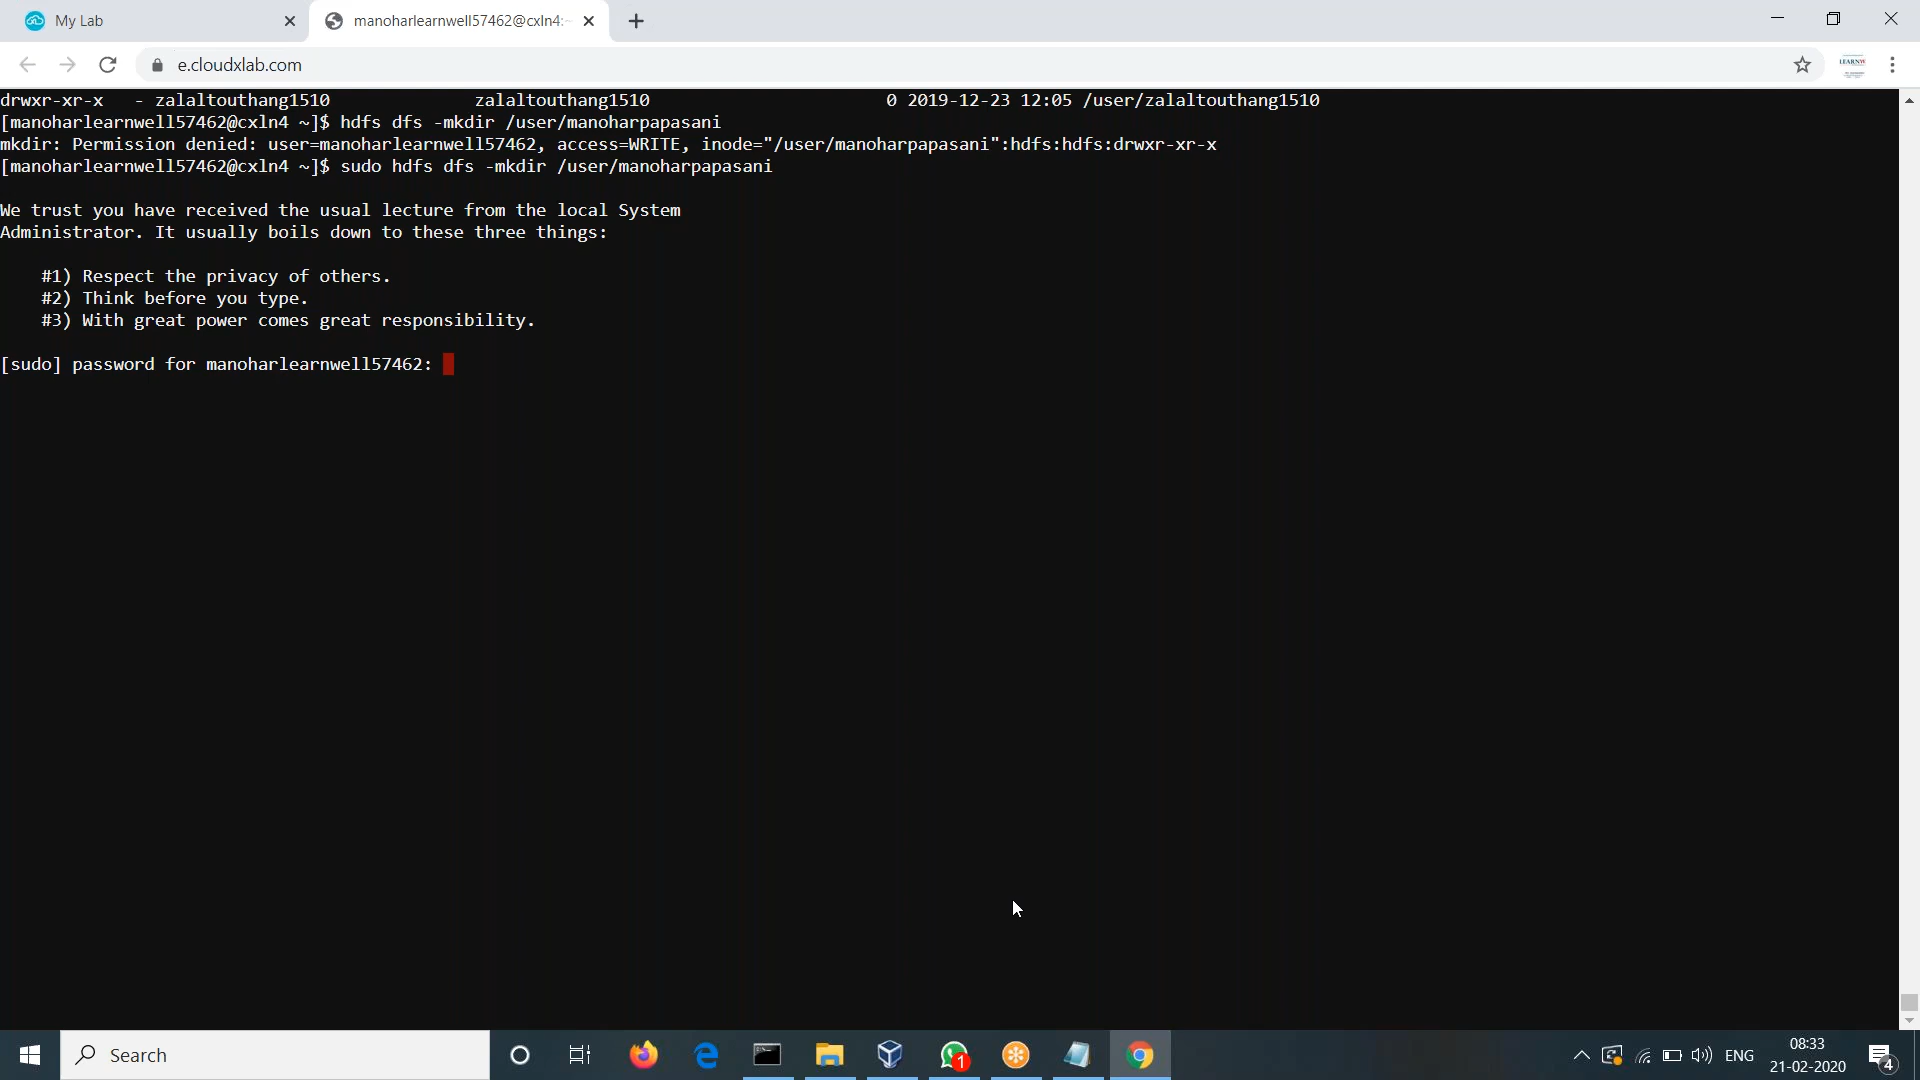 My Lab
manoharlearnwell57462@cxln4:~
e.cloudxlab.com
LEARNW
drwxr-xr-x   - zalaltouthang1510              zalaltouthang1510                       0 2019-12-23 12:05 /user/zalaltouthang1510
[manoharlearnwell57462@cxln4 ~]$ hdfs dfs -mkdir /user/manoharpapasani
mkdir: Permission denied: user=manoharlearnwell57462, access=WRITE, inode="/user/manoharpapasani":hdfs:hdfs:drwxr-xr-x
[manoharlearnwell57462@cxln4 ~]$ sudo hdfs dfs -mkdir /user/manoharpapasani
We trust you have received the usual lecture from the local System
Administrator. It usually boils down to these three things:
#1) Respect the privacy of others.
#2) Think before you type.
#3) With great power comes great responsibility.
[sudo] password for manoharlearnwell57462:
Search
1
ENG
08:33
21-02-2020
4